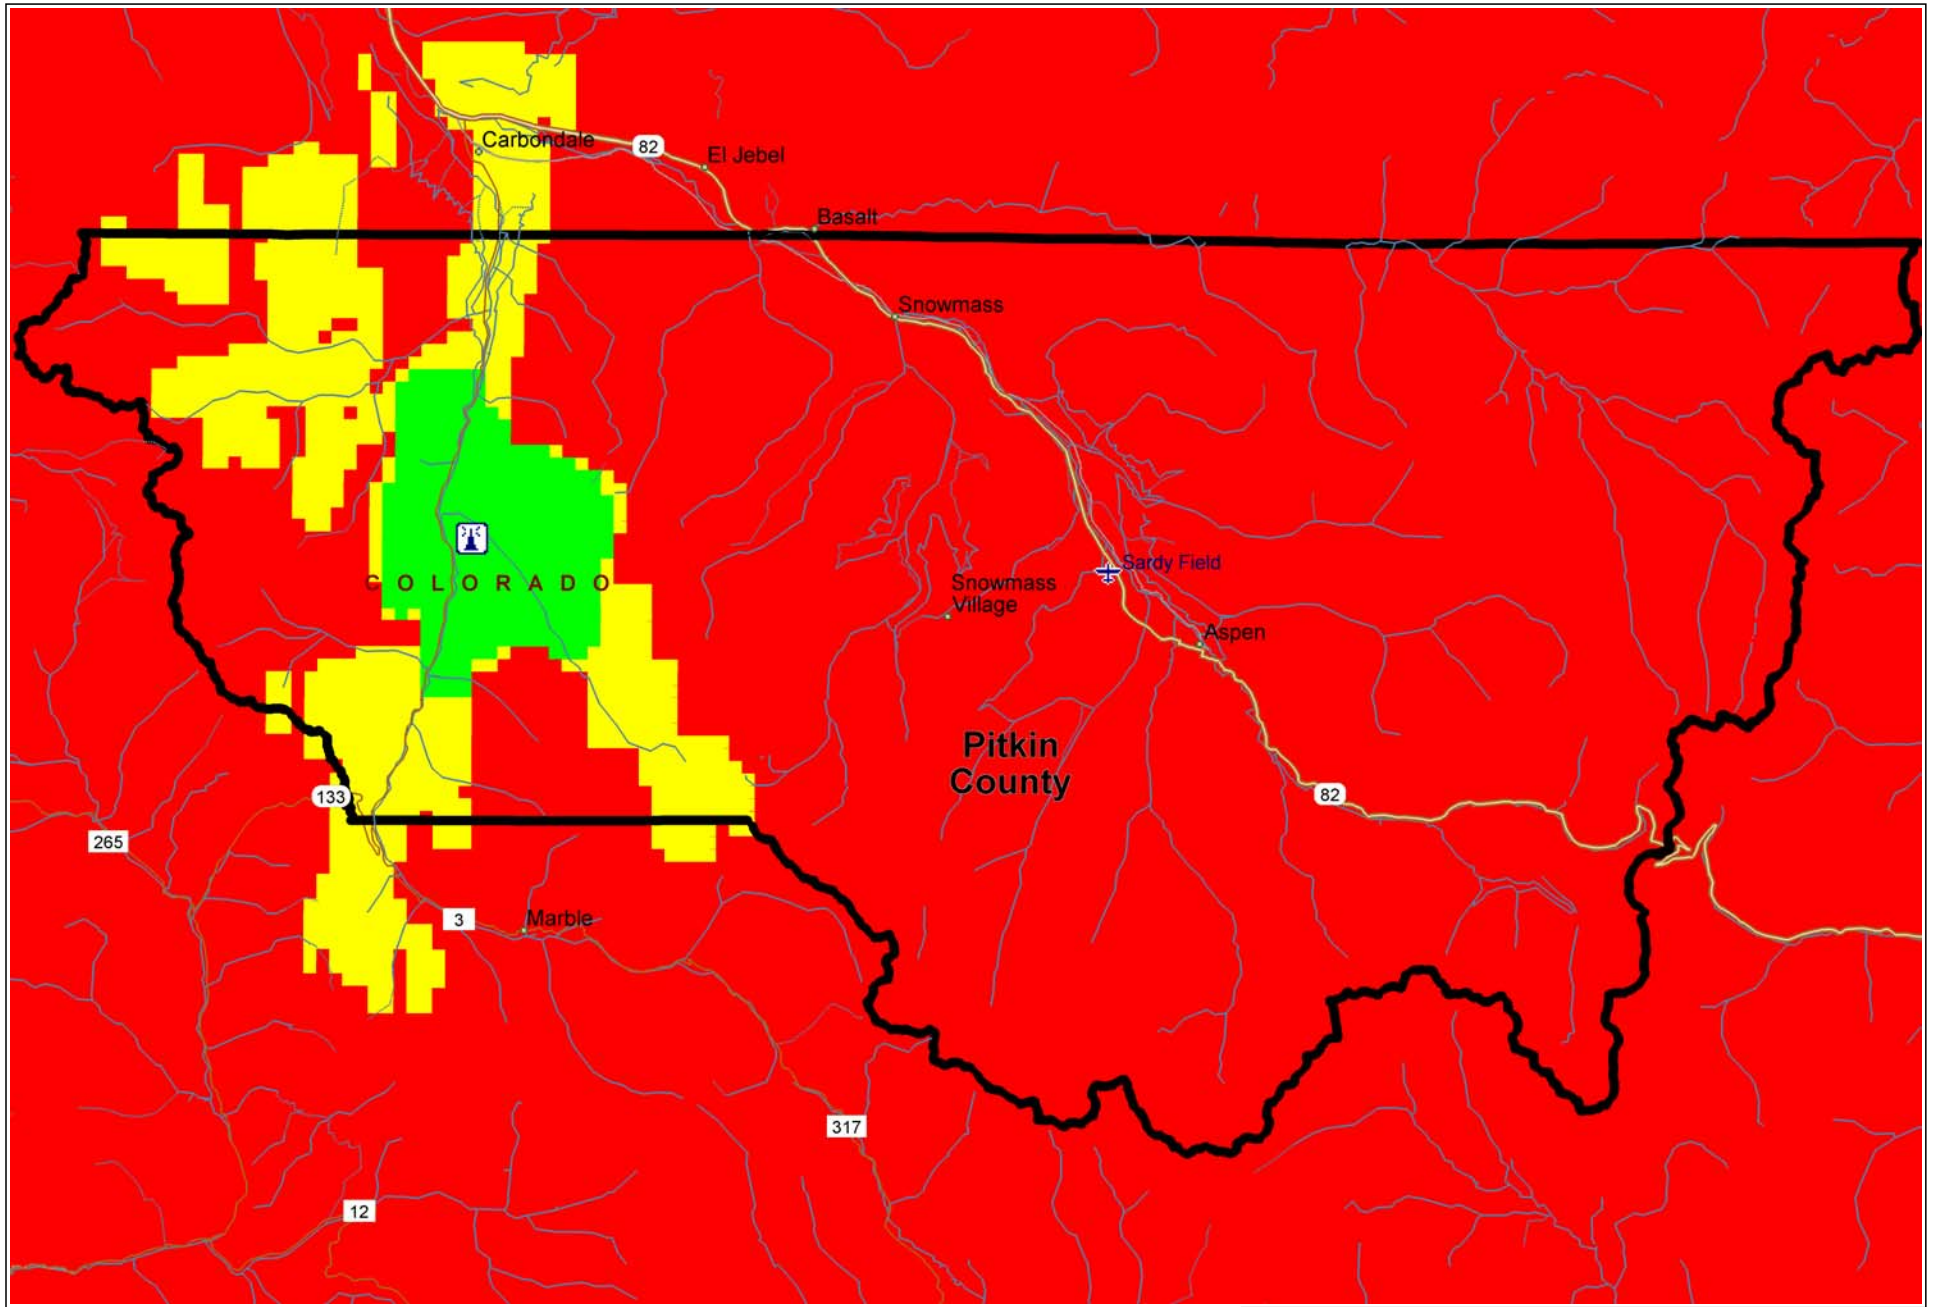 Carbondale
82
El Jebel
Basalt
Snowmass
Sardy Field
COLORADO
Snowmass
Village
Aspen
Pitkin
County
133
82
265
3
Marble
317
12